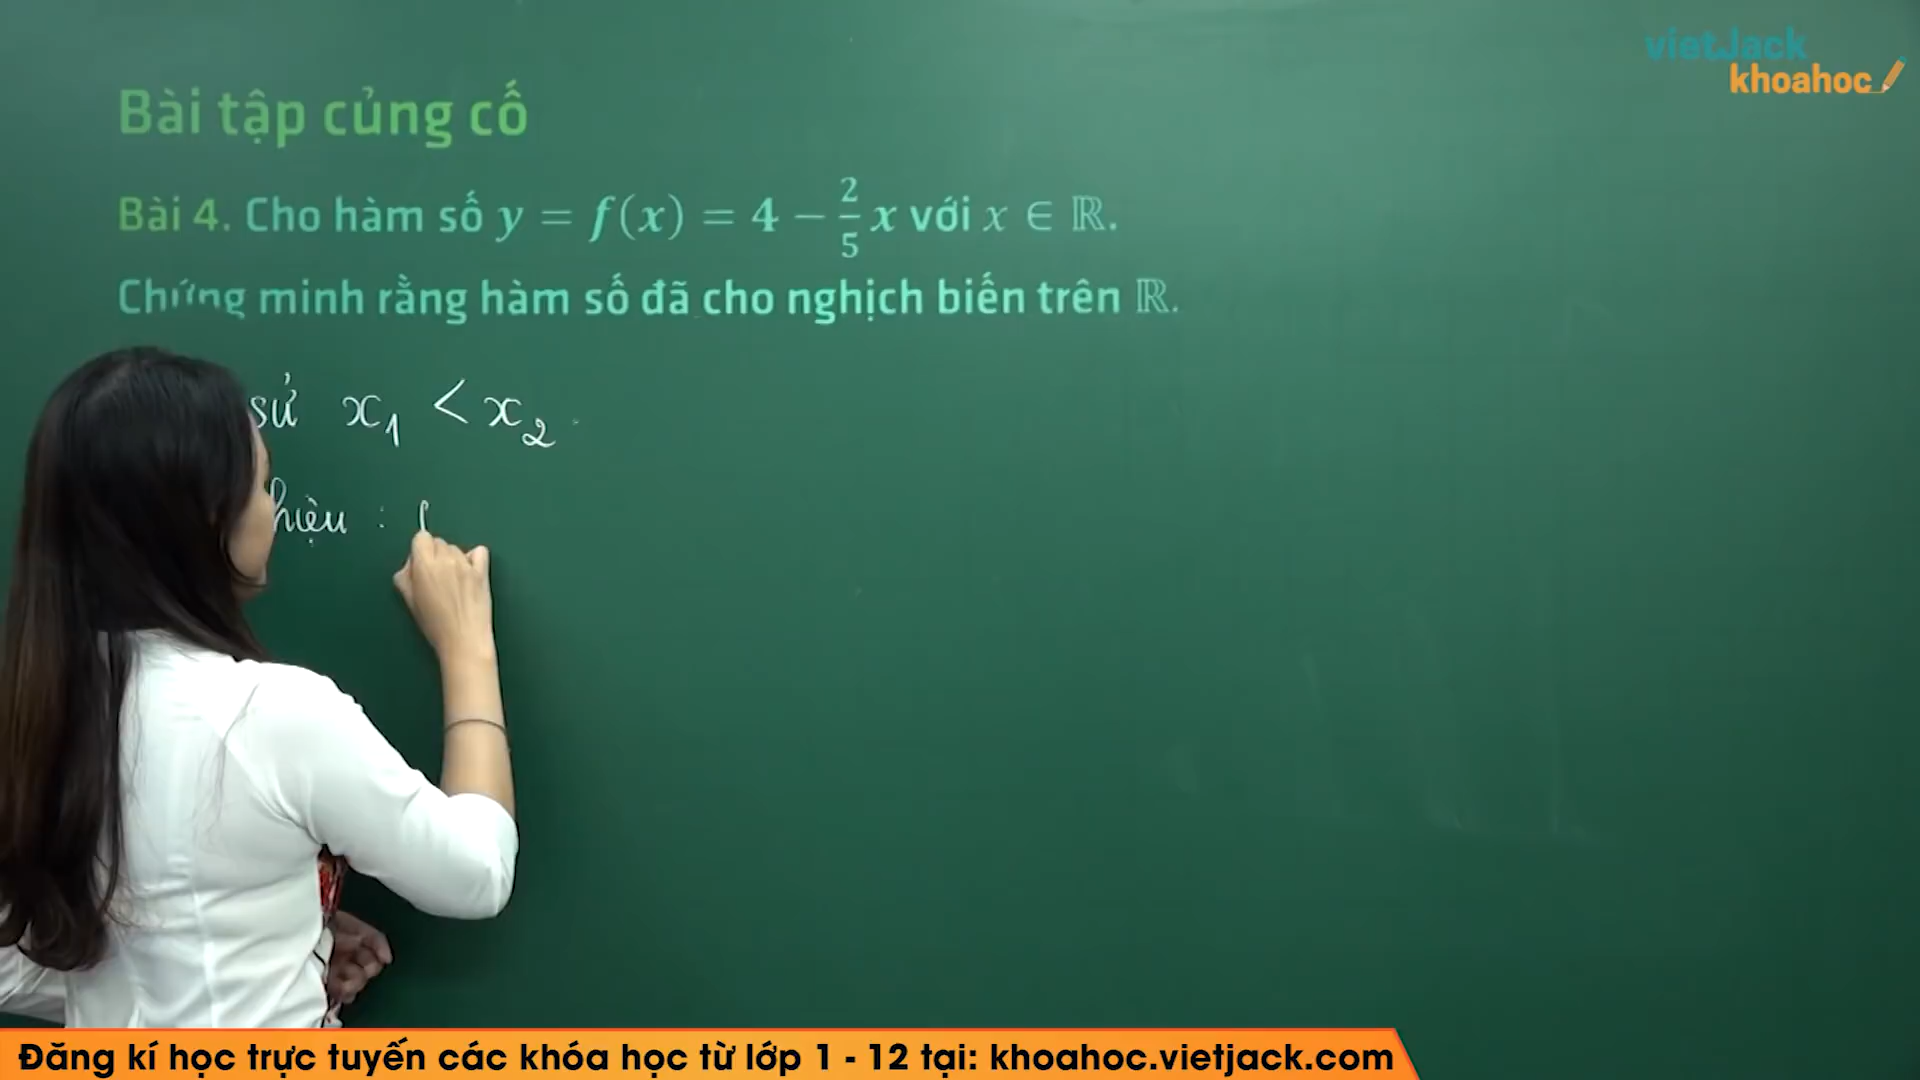 vietJack
khoahoc
Bài tập củng cố
Bài 4. Cho hàm số y = f(x) = 4 − 2/5 x với x ∈ ℝ.
Chứng minh rằng hàm số đã cho nghịch biến trên ℝ.
sử x₁ < x₂
hiệu :
Đăng kí học trực tuyến các khóa học từ lớp 1 - 12 tại: khoahoc.vietjack.com